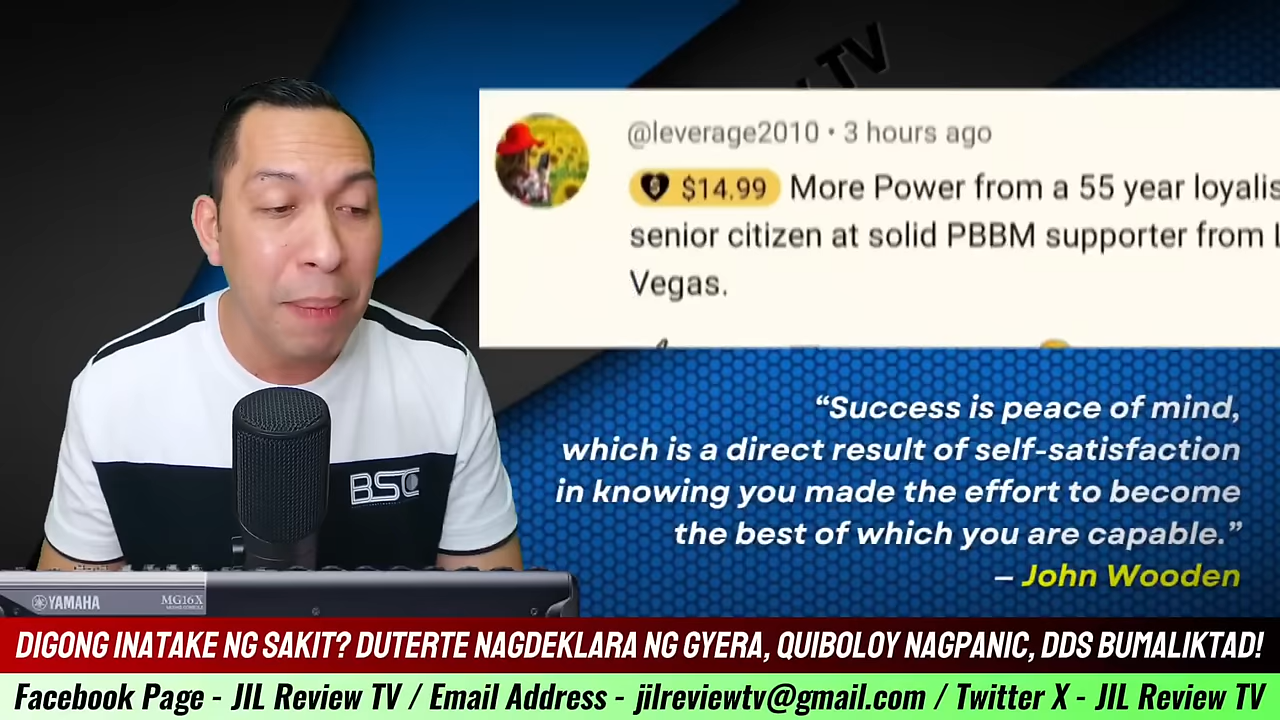 TV
@leverage2010 • 3 hours ago
$14.99 More Power from a 55 year
senior citizen at solid PBBM supporter from
Vegas.
“Success is peace of mind,
which is a direct result of self-satisfaction
in knowing you made the effort to become
the best of which you are capable.”
– John Wooden
BSC
YAMAHA MG16X
DIGONG INATAKE NG SAKIT? DUTERTE NAGDEKLARA NG GYERA, QUIBOLOY NAGPANIC, DDS BUMALIKTAD!
Facebook Page - JIL Review TV / Email Address - jilreviewtv@gmail.com / Twitter X - JIL Review TV